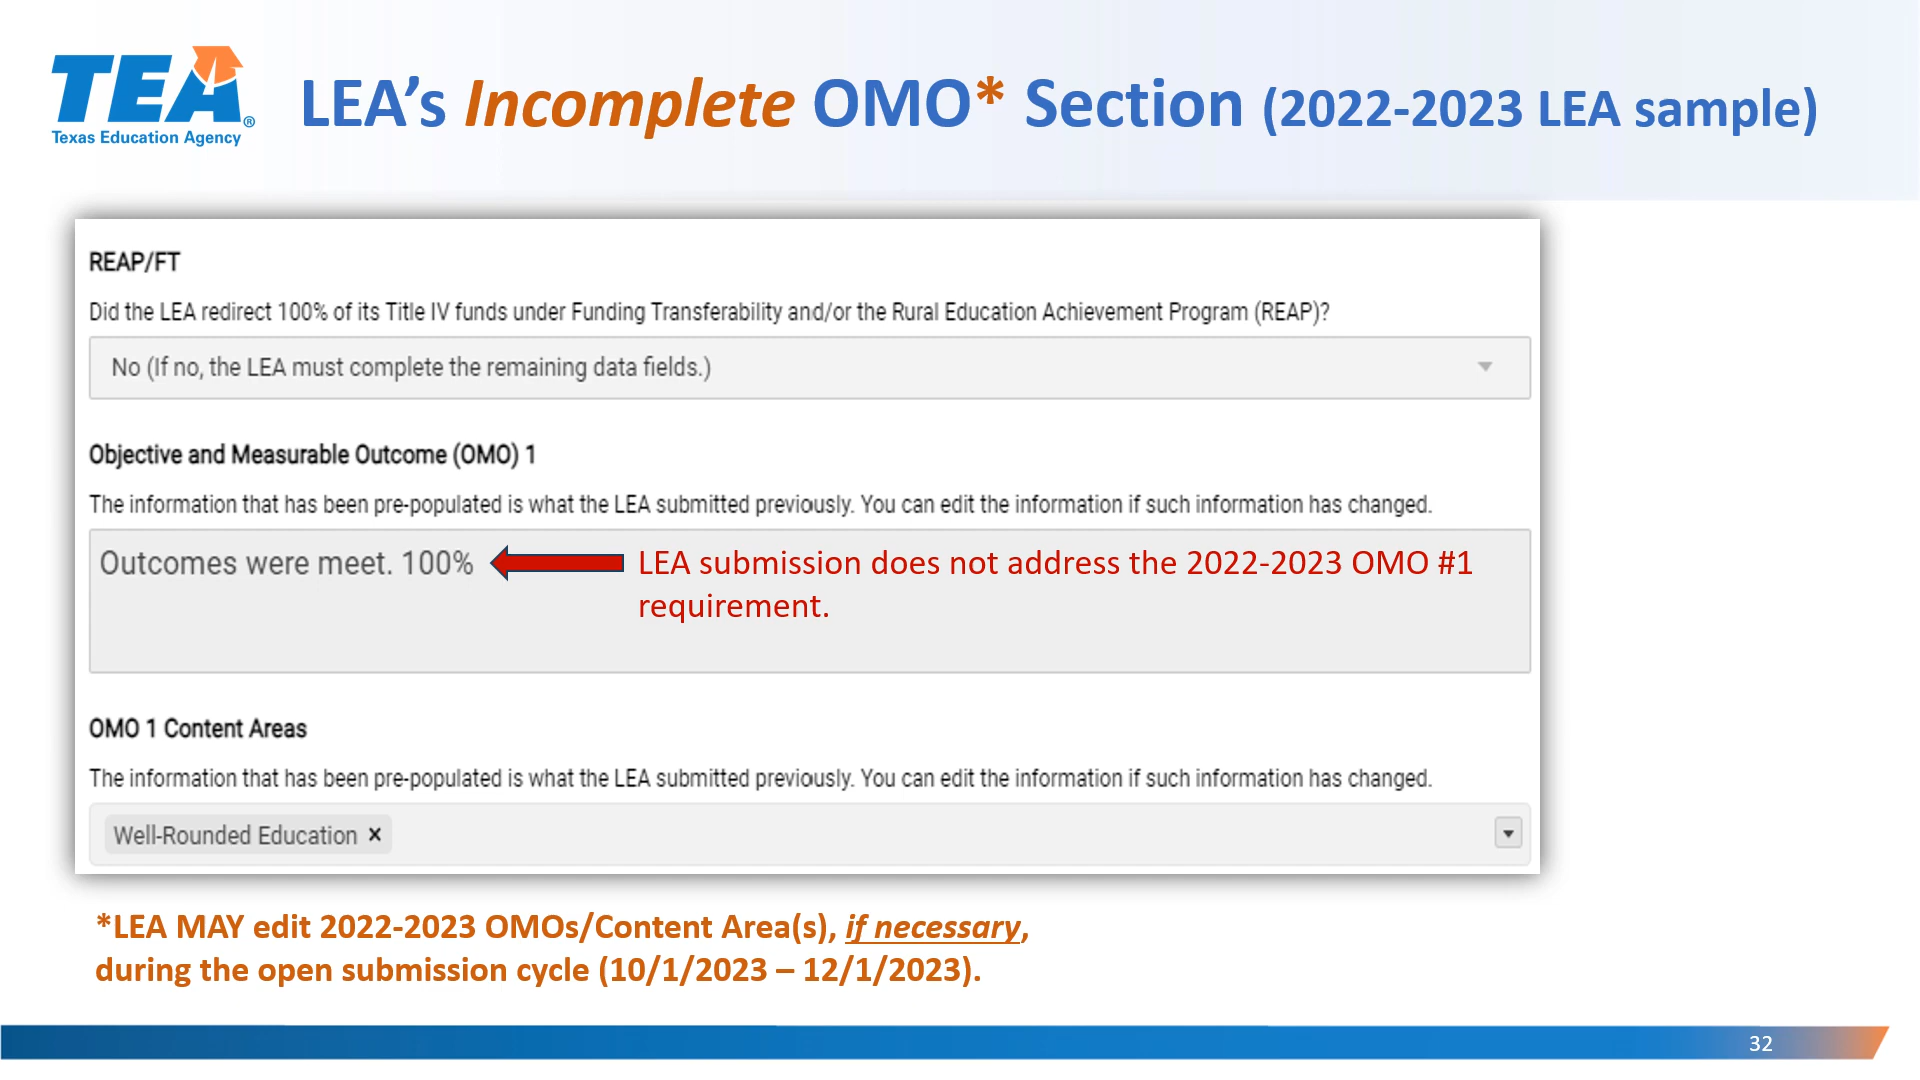 TEA®
Texas Education Agency
LEA's Incomplete OMO* Section (2022-2023 LEA sample)
REAP/FT
Did the LEA redirect 100% of its Title IV funds under Funding Transferability and/or the Rural Education Achievement Program (REAP)?
No (If no, the LEA must complete the remaining data fields.)
Objective and Measurable Outcome (OMO) 1
The information that has been pre-populated is what the LEA submitted previously. You can edit the information if such information has changed.
Outcomes were meet. 100%
LEA submission does not address the 2022-2023 OMO #1
requirement.
OMO 1 Content Areas
The information that has been pre-populated is what the LEA submitted previously. You can edit the information if such information has changed.
Well-Rounded Education ×
*LEA MAY edit 2022-2023 OMOs/Content Area(s), if necessary,
during the open submission cycle (10/1/2023 – 12/1/2023).
32